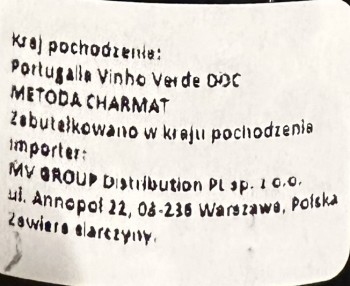 Kraj pochodzenia:
Portugalia Vinho Verde DOC
METODA CHARMAT
Zabutelkowano w kraju pochodzenia
Importer:
MV GROUP Distribution PL sp. z o.o.
ul. Annopol 22, 03-236 Warszawa, Polska
Zawiera siarczyny.